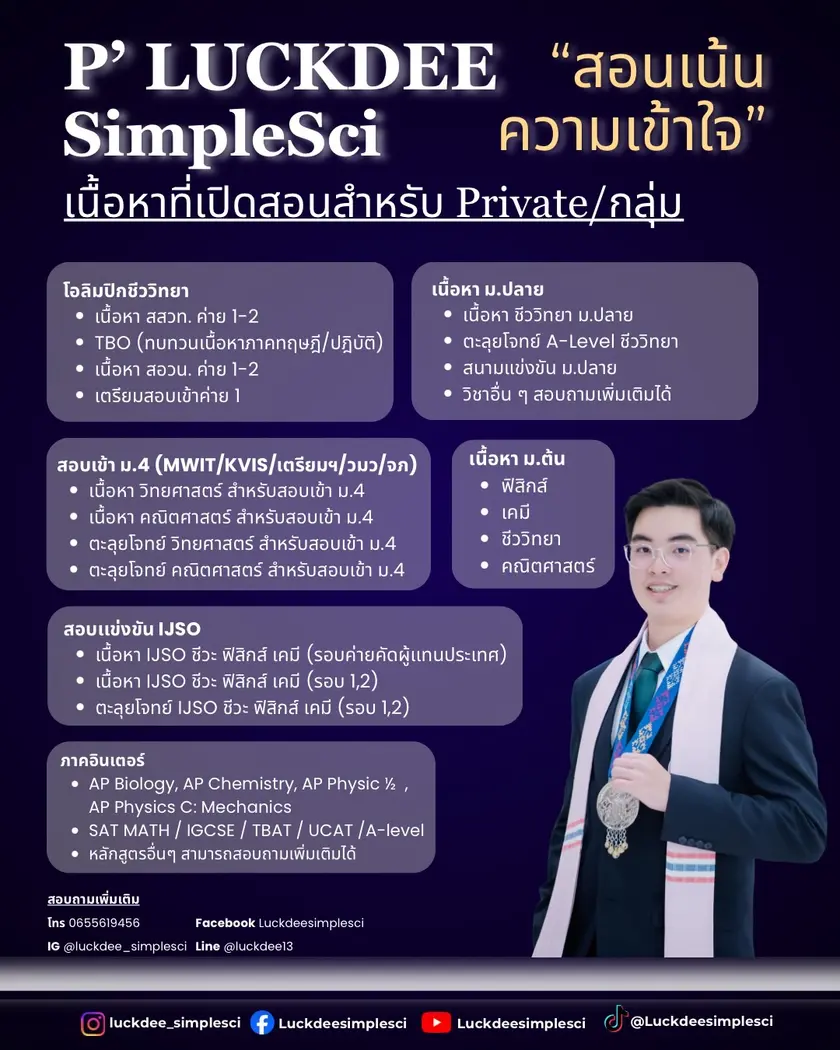 P’ LUCKDEE
SimpleSci
“สอนเน้น
ความเข้าใจ”
เนื้อหาที่เปิดสอนสำหรับ Private/กลุ่ม
โอลิมปิกชีววิทยา
• เนื้อหา สสวท. ค่าย 1-2
• TBO (ทบทวนเนื้อหาภาคทฤษฎี/ปฎิบัติ)
• เนื้อหา สอวน. ค่าย 1-2
• เตรียมสอบเข้าค่าย 1
เนื้อหา ม.ปลาย
• เนื้อหา ชีววิทยา ม.ปลาย
• ตะลุยโจทย์ A-Level ชีววิทยา
• สนามแข่งขัน ม.ปลาย
• วิชาอื่น ๆ สอบถามเพิ่มเติมได้
สอบเข้า ม.4 (MWIT/KVIS/เตรียมฯ/วมว/จภ)
• เนื้อหา วิทยศาสตร์ สำหรับสอบเข้า ม.4
• เนื้อหา คณิตศาสตร์ สำหรับสอบเข้า ม.4
• ตะลุยโจทย์ วิทยศาสตร์ สำหรับสอบเข้า ม.4
• ตะลุยโจทย์ คณิตศาสตร์ สำหรับสอบเข้า ม.4
เนื้อหา ม.ต้น
• ฟิสิกส์
• เคมี
• ชีววิทยา
• คณิตศาสตร์
สอบแข่งขัน IJSO
• เนื้อหา IJSO ชีวะ ฟิสิกส์ เคมี (รอบค่ายคัดผู้แทนประเทศ)
• เนื้อหา IJSO ชีวะ ฟิสิกส์ เคมี (รอบ 1,2)
• ตะลุยโจทย์ IJSO ชีวะ ฟิสิกส์ เคมี (รอบ 1,2)
ภาคอินเตอร์
• AP Biology, AP Chemistry, AP Physic ½ ,
AP Physics C: Mechanics
• SAT MATH / IGCSE / TBAT / UCAT /A-level
• หลักสูตรอื่นๆ สามารถสอบถามเพิ่มเติมได้
สอบถามเพิ่มเติม
โทร 0655619456 Facebook Luckdeesimplesci
IG @luckdee_simplesci Line @luckdee13
luckdee_simplesci Luckdeesimplesci Luckdeesimplesci @Luckdeesimplesci